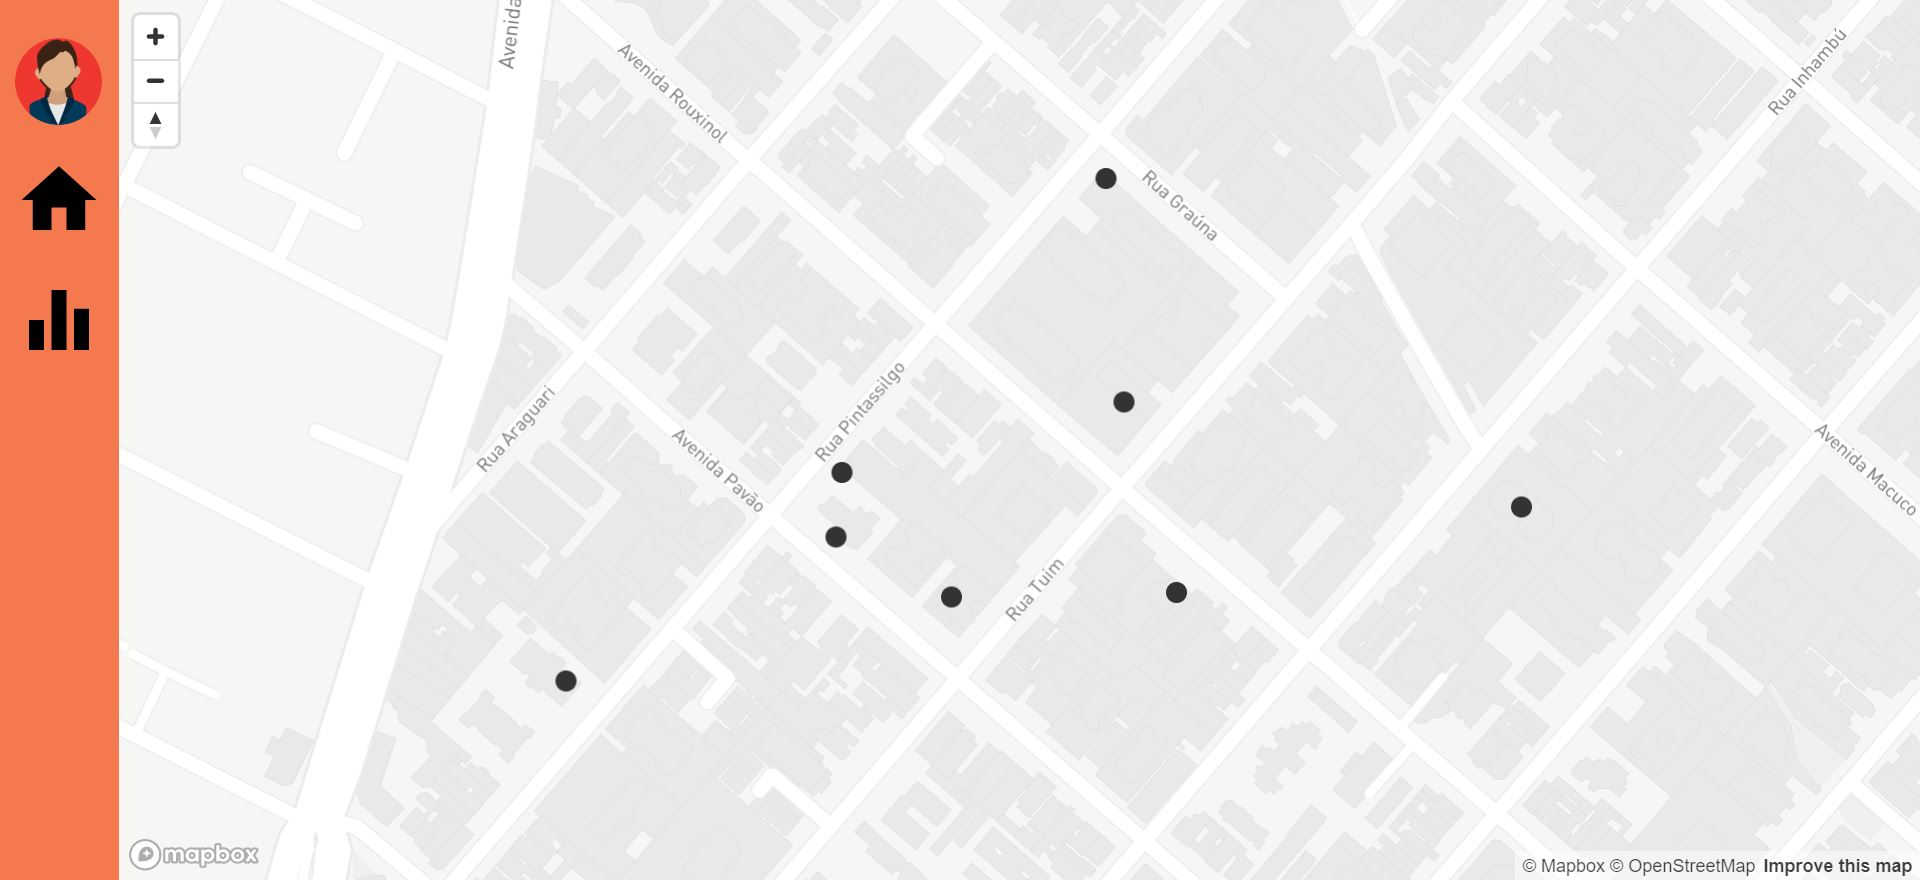 Avenida
Avenida Rouxinol
Rua Inhambú
Rua Graúna
Rua Pintassilgo
Rua Araguari
Avenida Pavão
Avenida Macuco
Rua Tuim
mapbox
© Mapbox © OpenStreetMap Improve this map